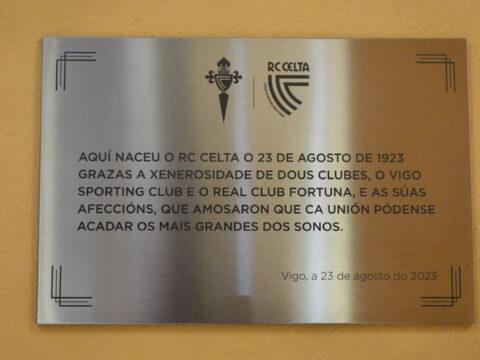 RC CELTA
AQUÍ NACEU O RC CELTA O 23 DE AGOSTO DE 1923
GRAZAS A XENEROSIDADE DE DOUS CLUBES, O VIGO
SPORTING CLUB E O REAL CLUB FORTUNA, E AS SÚAS
AFECCIÓNS, QUE AMOSARON QUE CA UNIÓN PÓDENSE
ACADAR OS MAIS GRANDES DOS SONOS.
Vigo, a 23 de agosto do 2023